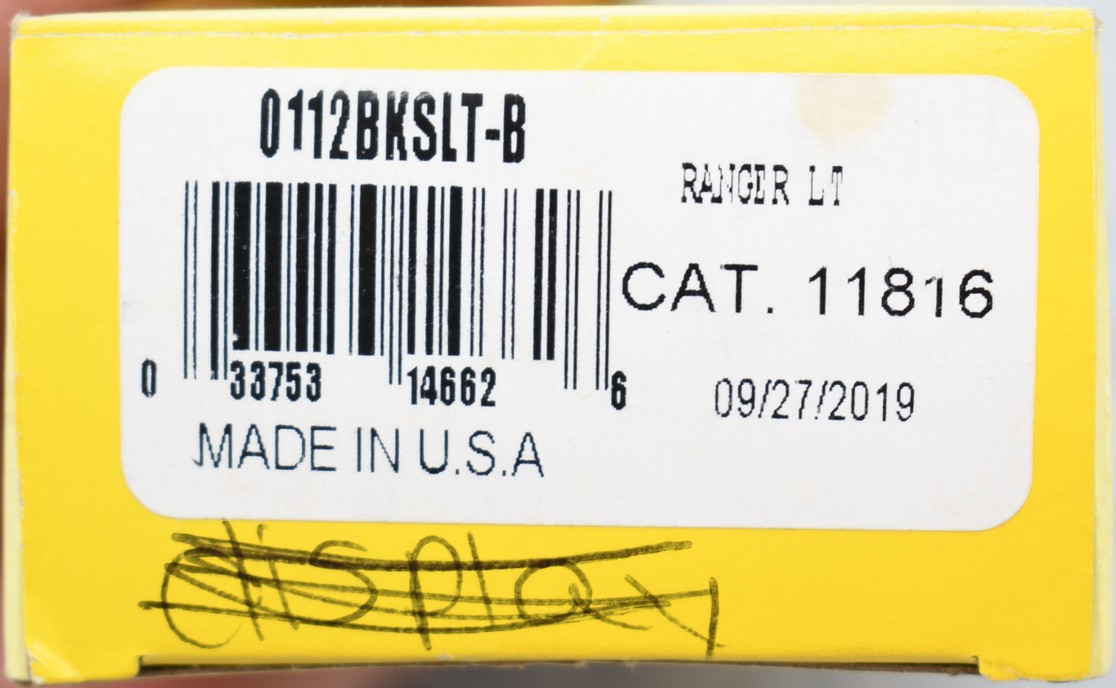 0112BKSLT-B
RANGER LT
CAT. 11816
0 33753 14662 6
09/27/2019
MADE IN U.S.A
display